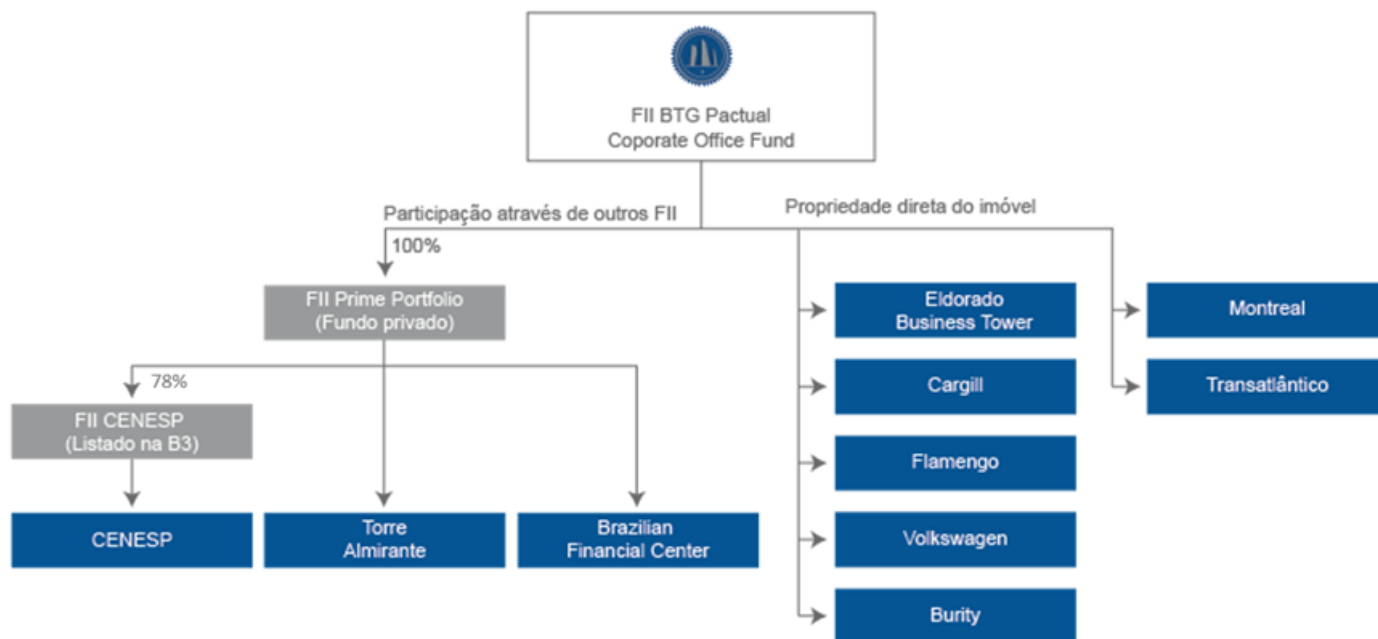 FII BTG Pactual
Coporate Office Fund
Participação através de outros FII
Propriedade direta do imóvel
100%
FII Prime Portfolio
(Fundo privado)
78%
FII CENESP
(Listado na B3)
CENESP
Torre
Almirante
Brazilian
Financial Center
Eldorado
Business Tower
Cargill
Flamengo
Volkswagen
Burity
Montreal
Transatlântico